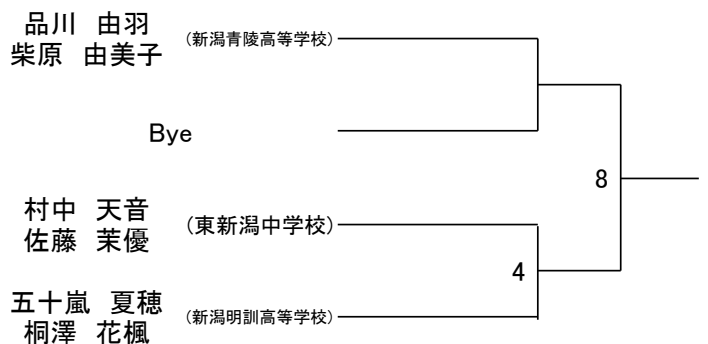 品川 由羽
柴原 由美子
(新潟青陵高等学校)
Bye
8
村中 天音
佐藤 茉優
(東新潟中学校)
4
五十嵐 夏穂
桐澤 花楓
(新潟明訓高等学校)